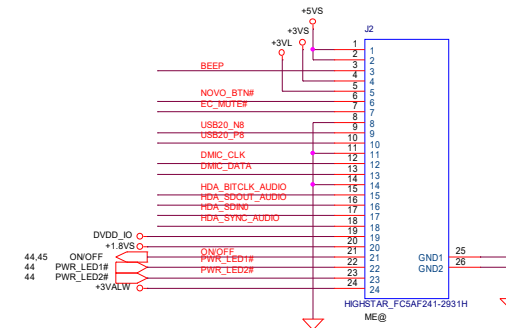 +5VS
+3VS
+3VL
J2
1 1
2 2
BEEP 3 3
4 4
5 5
NOVO_BTN# 6 6
EC_MUTE# 7 7
8 8
USB20_N8 9 9
USB20_P8 10 10
11 11
DMIC_CLK 12 12
DMIC_DATA 13 13
14 14
HDA_BITCLK_AUDIO 15 15
HDA_SDOUT_AUDIO 16 16
HDA_SDIN0 17 17
HDA_SYNC_AUDIO 18 18
DVDD_IO 19 19
+1.8VS 20 20
44,45 ON/OFF ON/OFF 21 21 GND1 25
44 PWR_LED1# PWR_LED1# 22 22 GND2 26
44 PWR_LED2# PWR_LED2# 23 23
+3VALW 24 24
HIGHSTAR_FC5AF241-2931H
ME@